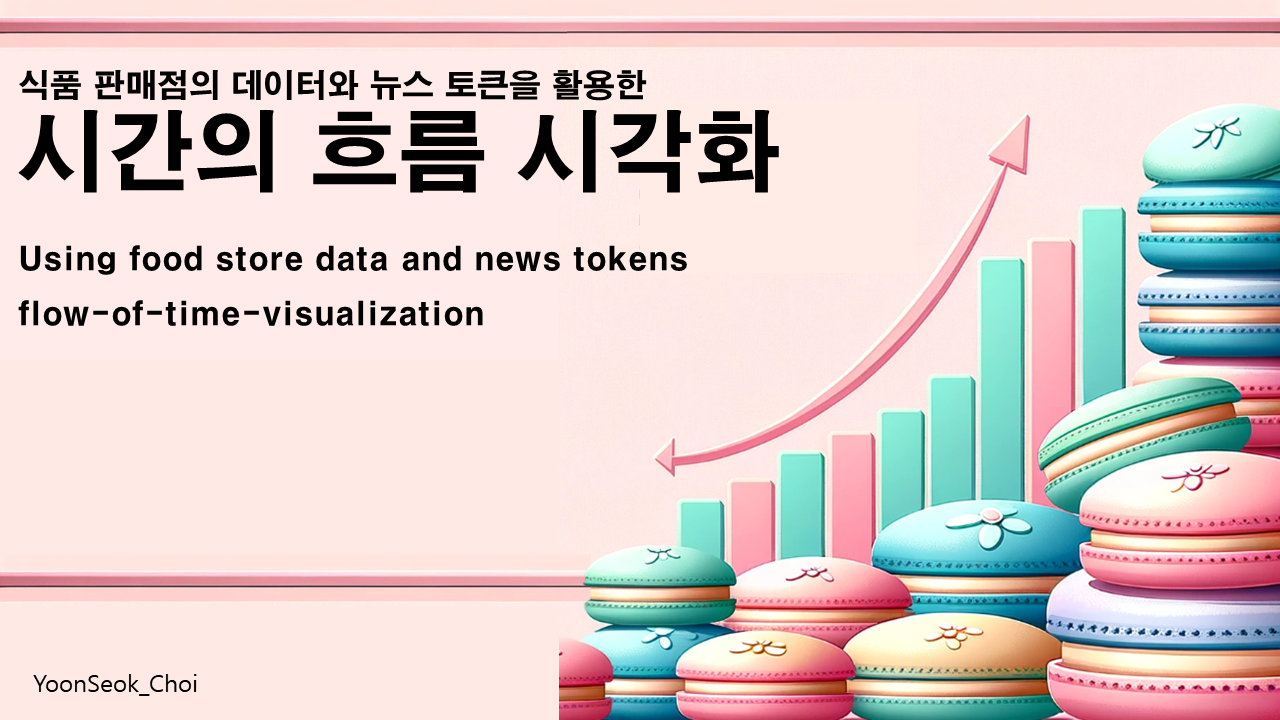 식품 판매점의 데이터와 뉴스 토큰을 활용한
시간의 흐름 시각화
Using food store data and news tokens
flow-of-time-visualization
YoonSeok_Choi